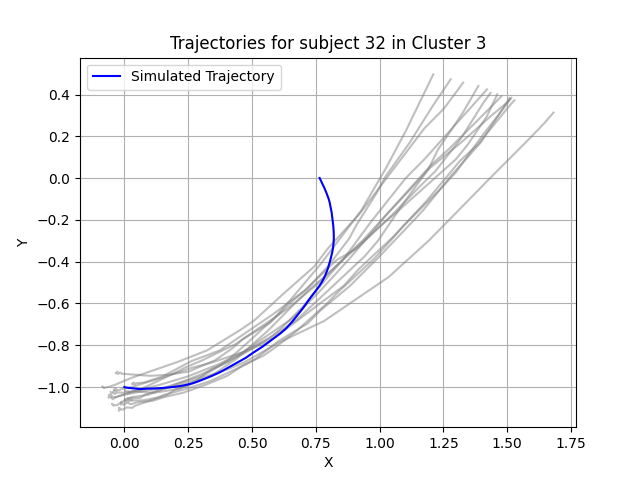 Trajectories for subject 32 in Cluster 3
Simulated Trajectory
0.4
0.2
0.0
−0.2
−0.4
−0.6
−0.8
−1.0
Y
0.00 0.25 0.50 0.75 1.00 1.25 1.50 1.75
X